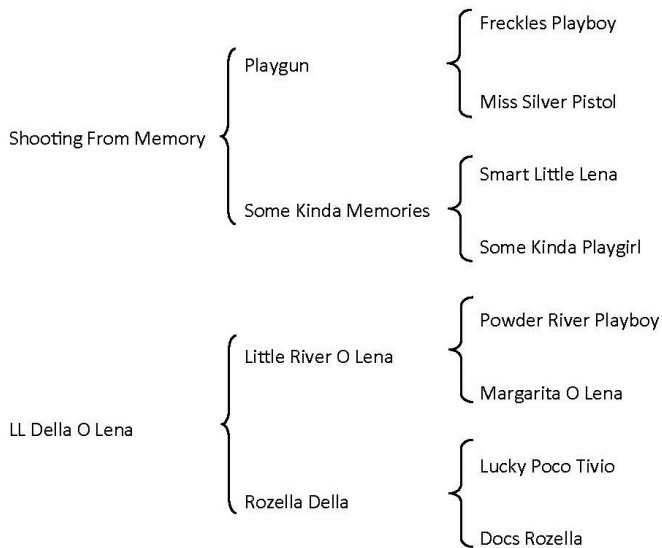 Freckles Playboy
Playgun
Miss Silver Pistol
Shooting From Memory
Smart Little Lena
Some Kinda Memories
Some Kinda Playgirl
Powder River Playboy
Little River O Lena
Margarita O Lena
LL Della O Lena
Lucky Poco Tivio
Rozella Della
Docs Rozella